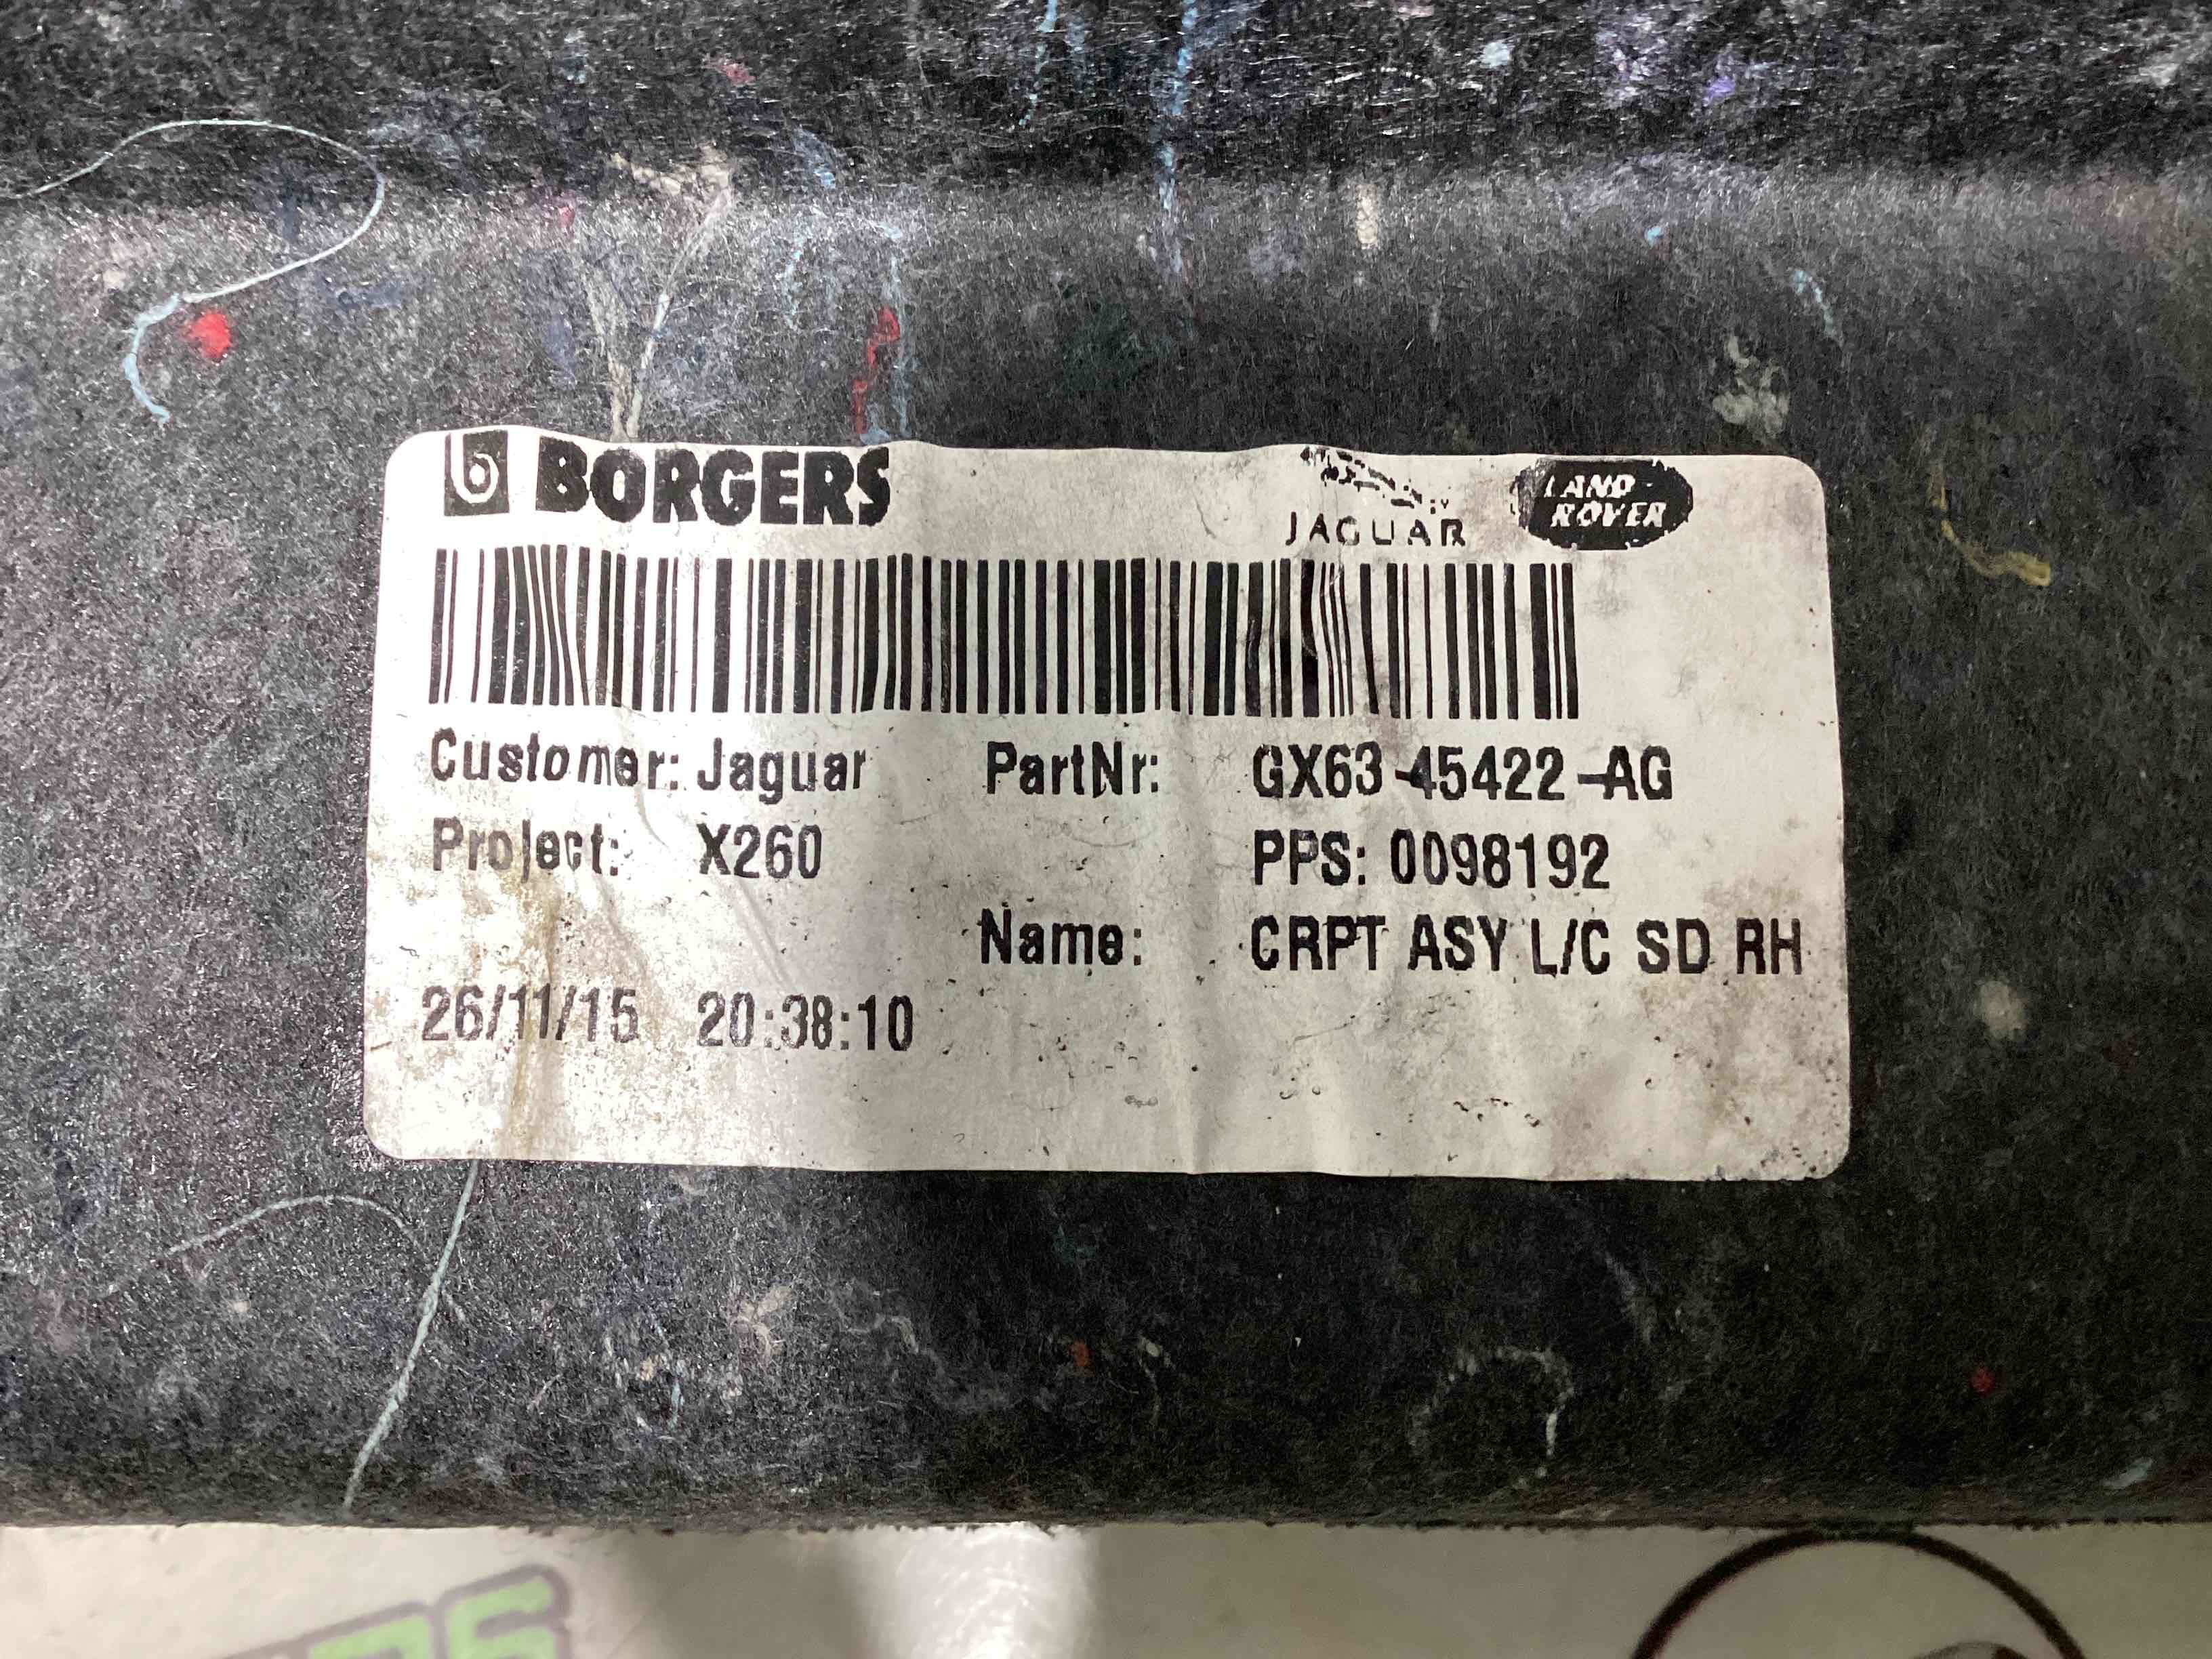 BORGERS
JAGUAR
LAND-
ROVER
Customer: Jaguar PartNr: GX63-45422-AG
Project: X260 PPS: 0098192
Name: CRPT ASY L/C SD RH
26/11/15 20:38:10